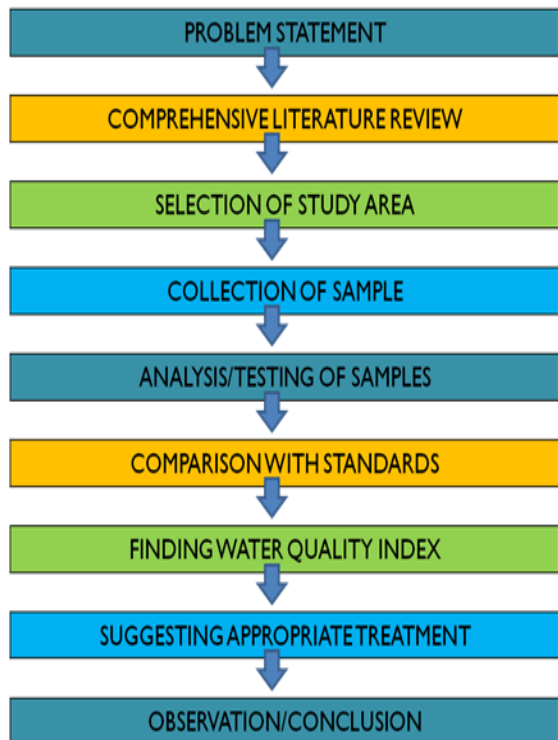 PROBLEM STATEMENT
COMPREHENSIVE LITERATURE REVIEW
SELECTION OF STUDY AREA
COLLECTION OF SAMPLE
ANALYSIS/TESTING OF SAMPLES
COMPARISON WITH STANDARDS
FINDING WATER QUALITY INDEX
SUGGESTING APPROPRIATE TREATMENT
OBSERVATION/CONCLUSION